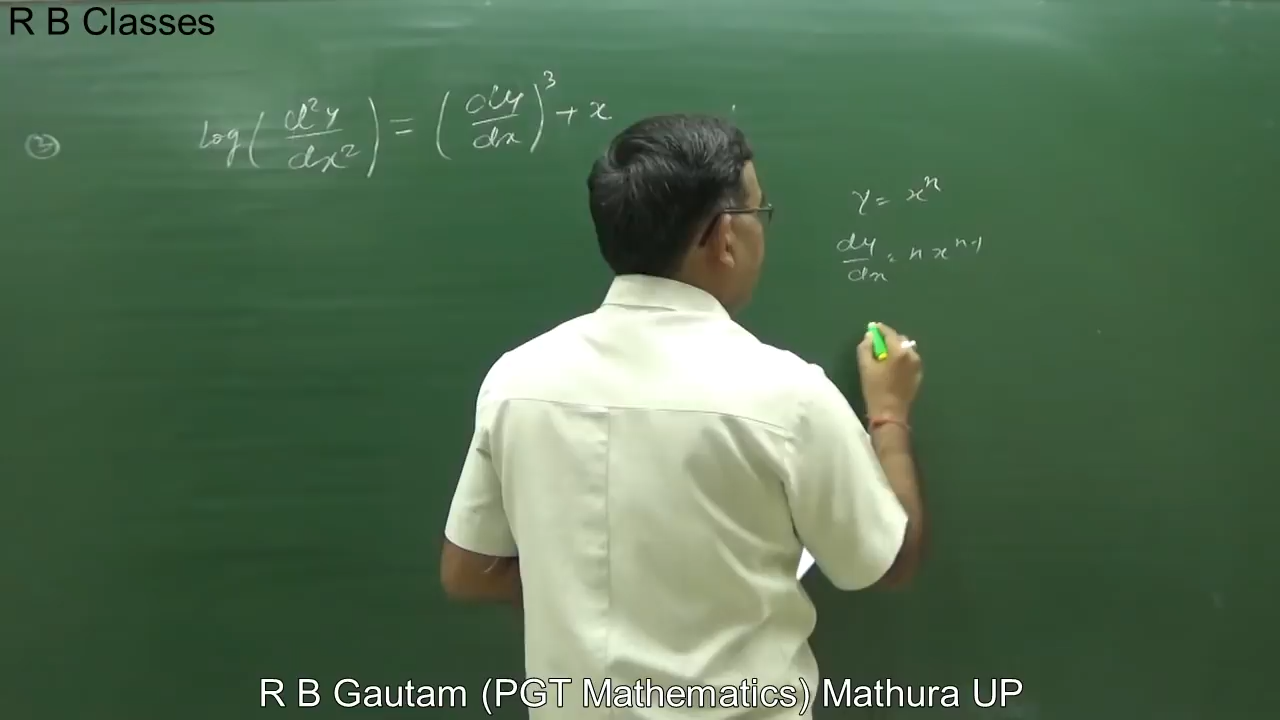 R B Classes
③ log(d²y/dx²) = (dy/dx)³ + x
y = xⁿ
dy/dx = n xⁿ⁻¹
R B Gautam (PGT Mathematics) Mathura UP